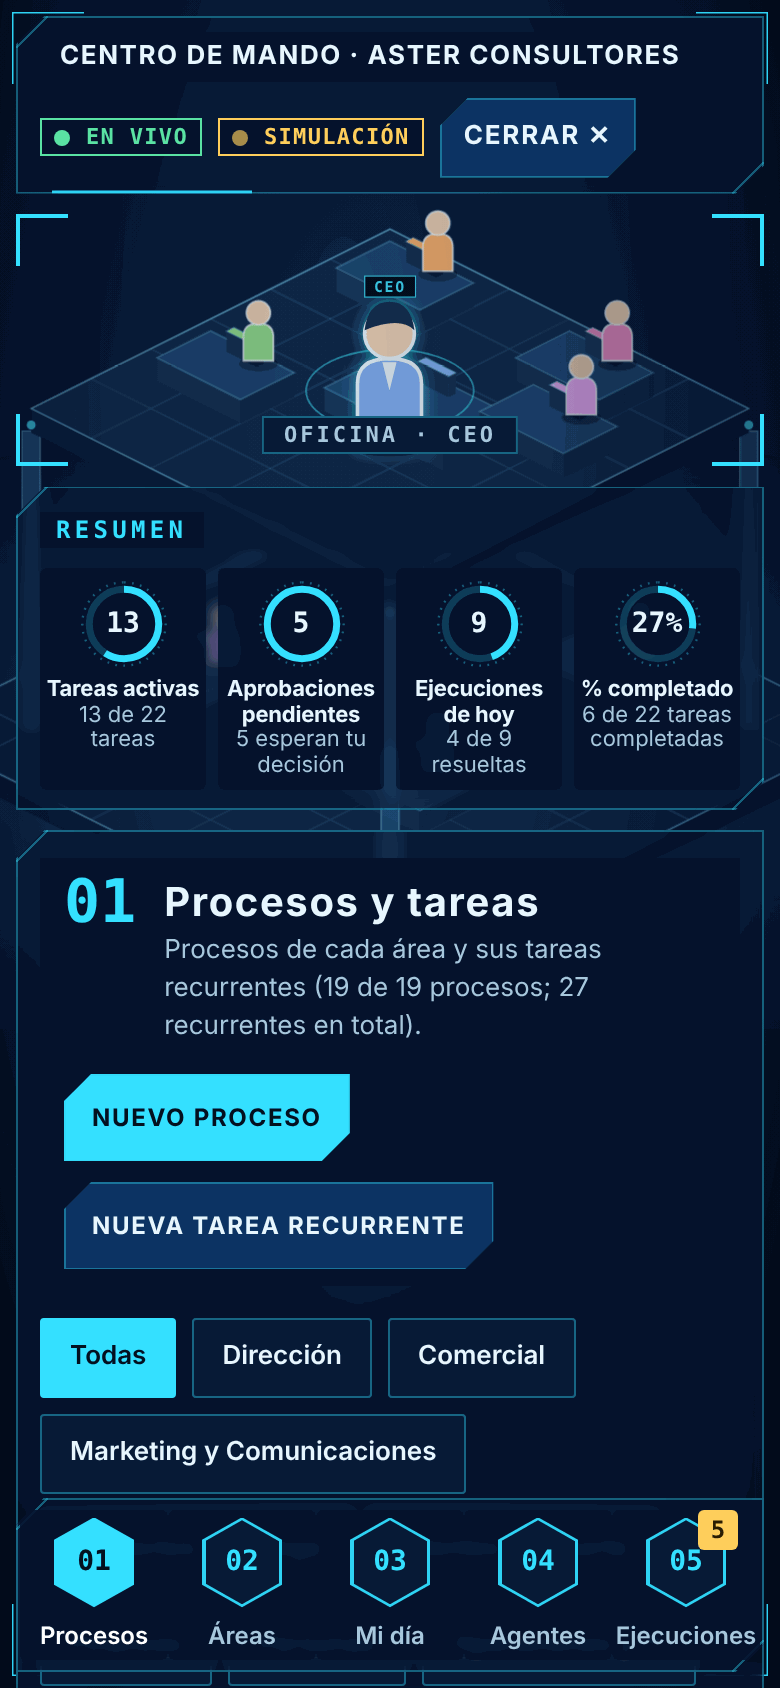 CENTRO DE MANDO · ASTER CONSULTORES
EN VIVO
SIMULACIÓN
CERRAR ✕
CEO
OFICINA · CEO
RESUMEN
13
Tareas activas
13 de 22
tareas
5
Aprobaciones
pendientes
5 esperan tu
decisión
9
Ejecuciones
de hoy
4 de 9
resueltas
27%
% completado
6 de 22 tareas
completadas
01
Procesos y tareas
Procesos de cada área y sus tareas
recurrentes (19 de 19 procesos; 27
recurrentes en total).
NUEVO PROCESO
NUEVA TAREA RECURRENTE
Todas
Dirección
Comercial
Marketing y Comunicaciones
01
Procesos
02
Áreas
03
Mi día
04
Agentes
05
5
Ejecuciones